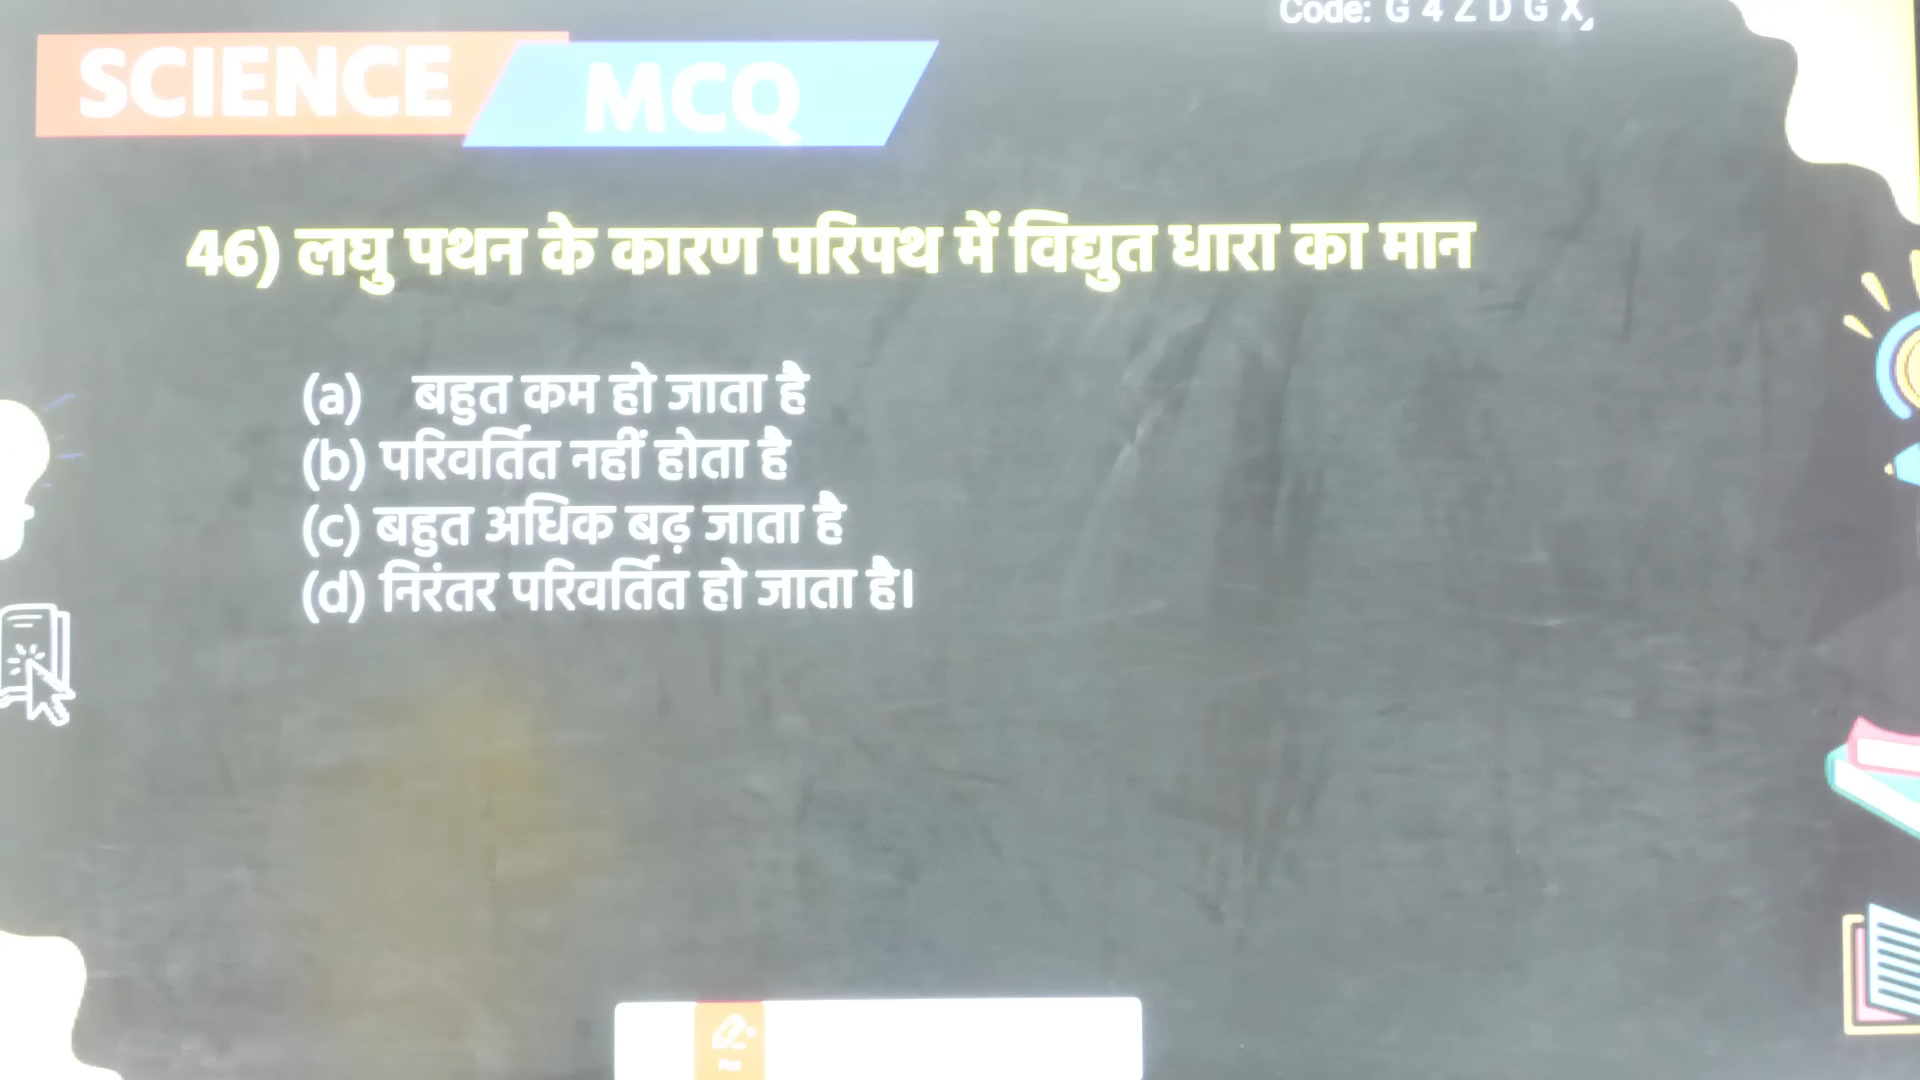 Code: G 4 Z D G X
SCIENCE MCQ
46) लघु पथन के कारण परिपथ में विद्युत धारा का मान
(a) बहुत कम हो जाता है
(b) परिवर्तित नहीं होता है
(c) बहुत अधिक बढ़ जाता है
(d) निरंतर परिवर्तित हो जाता है।